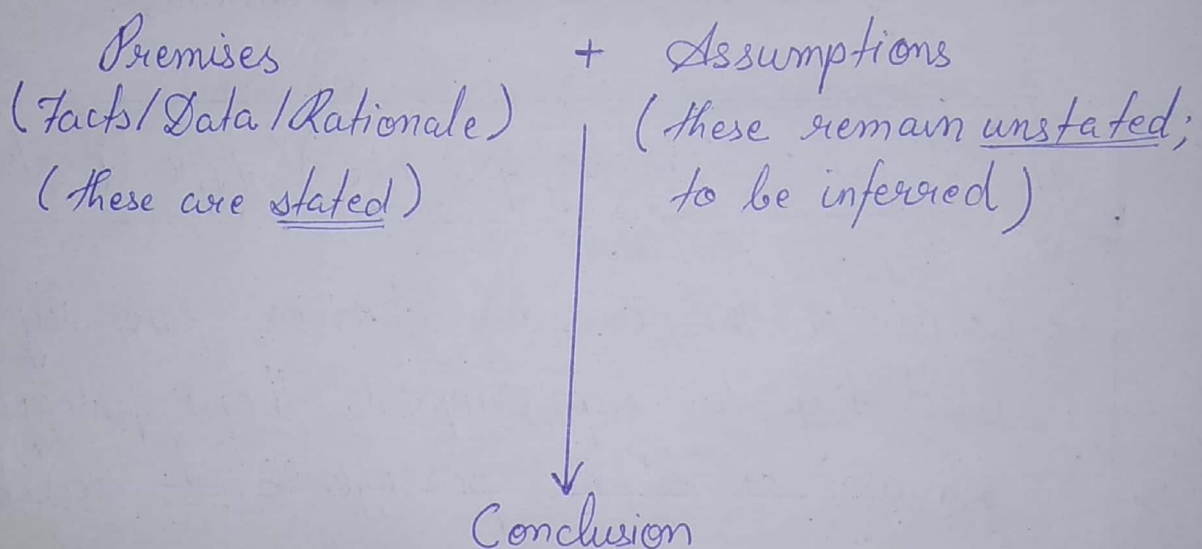 Premises + Assumptions
(Facts/Data/Rationale) (these remain unstated;
(these are stated) to be inferred)
Conclusion